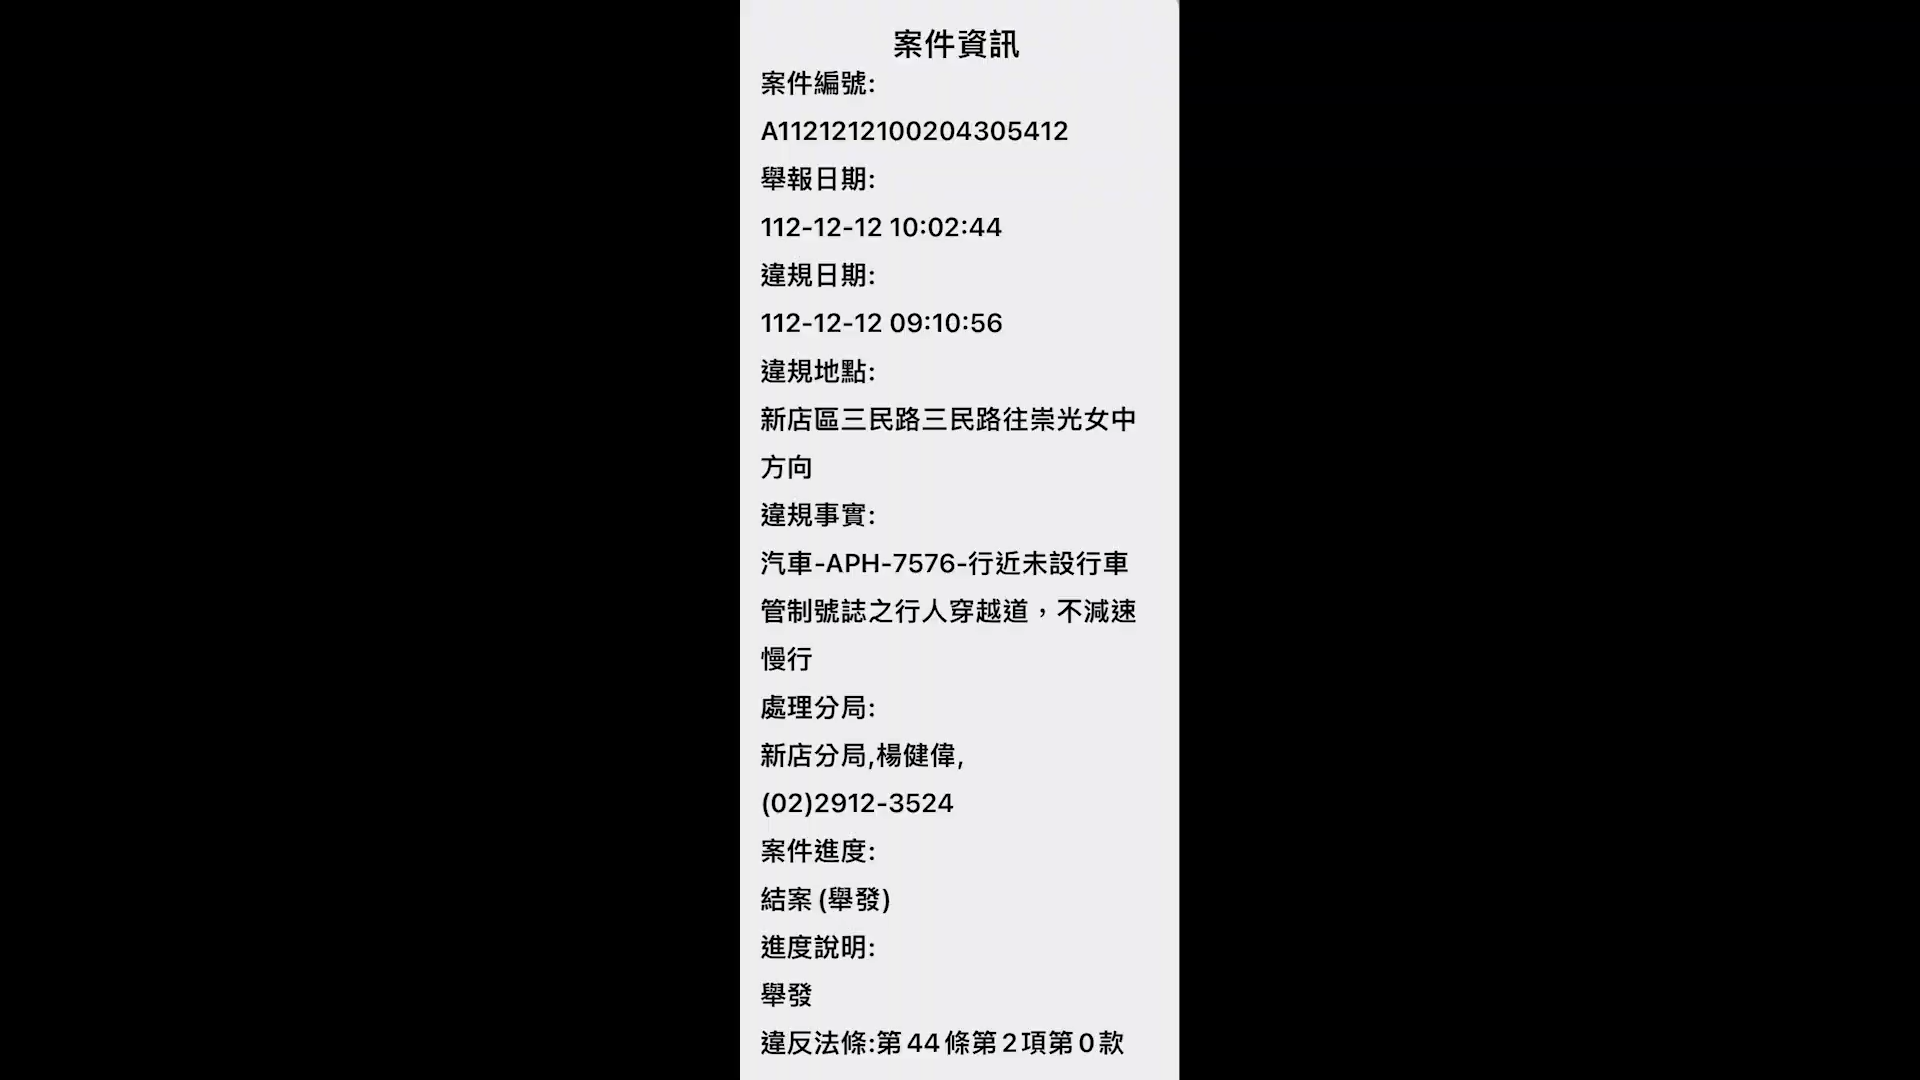 案件資訊
案件編號:
A1121212100204305412
舉報日期:
112-12-12 10:02:44
違規日期:
112-12-12 09:10:56
違規地點:
新店區三民路三民路往崇光女中
方向
違規事實:
汽車-APH-7576-行近未設行車
管制號誌之行人穿越道，不減速
慢行
處理分局:
新店分局,楊健偉,
(02)2912-3524
案件進度:
結案 (舉發)
進度說明:
舉發
違反法條:第44條第2項第0款